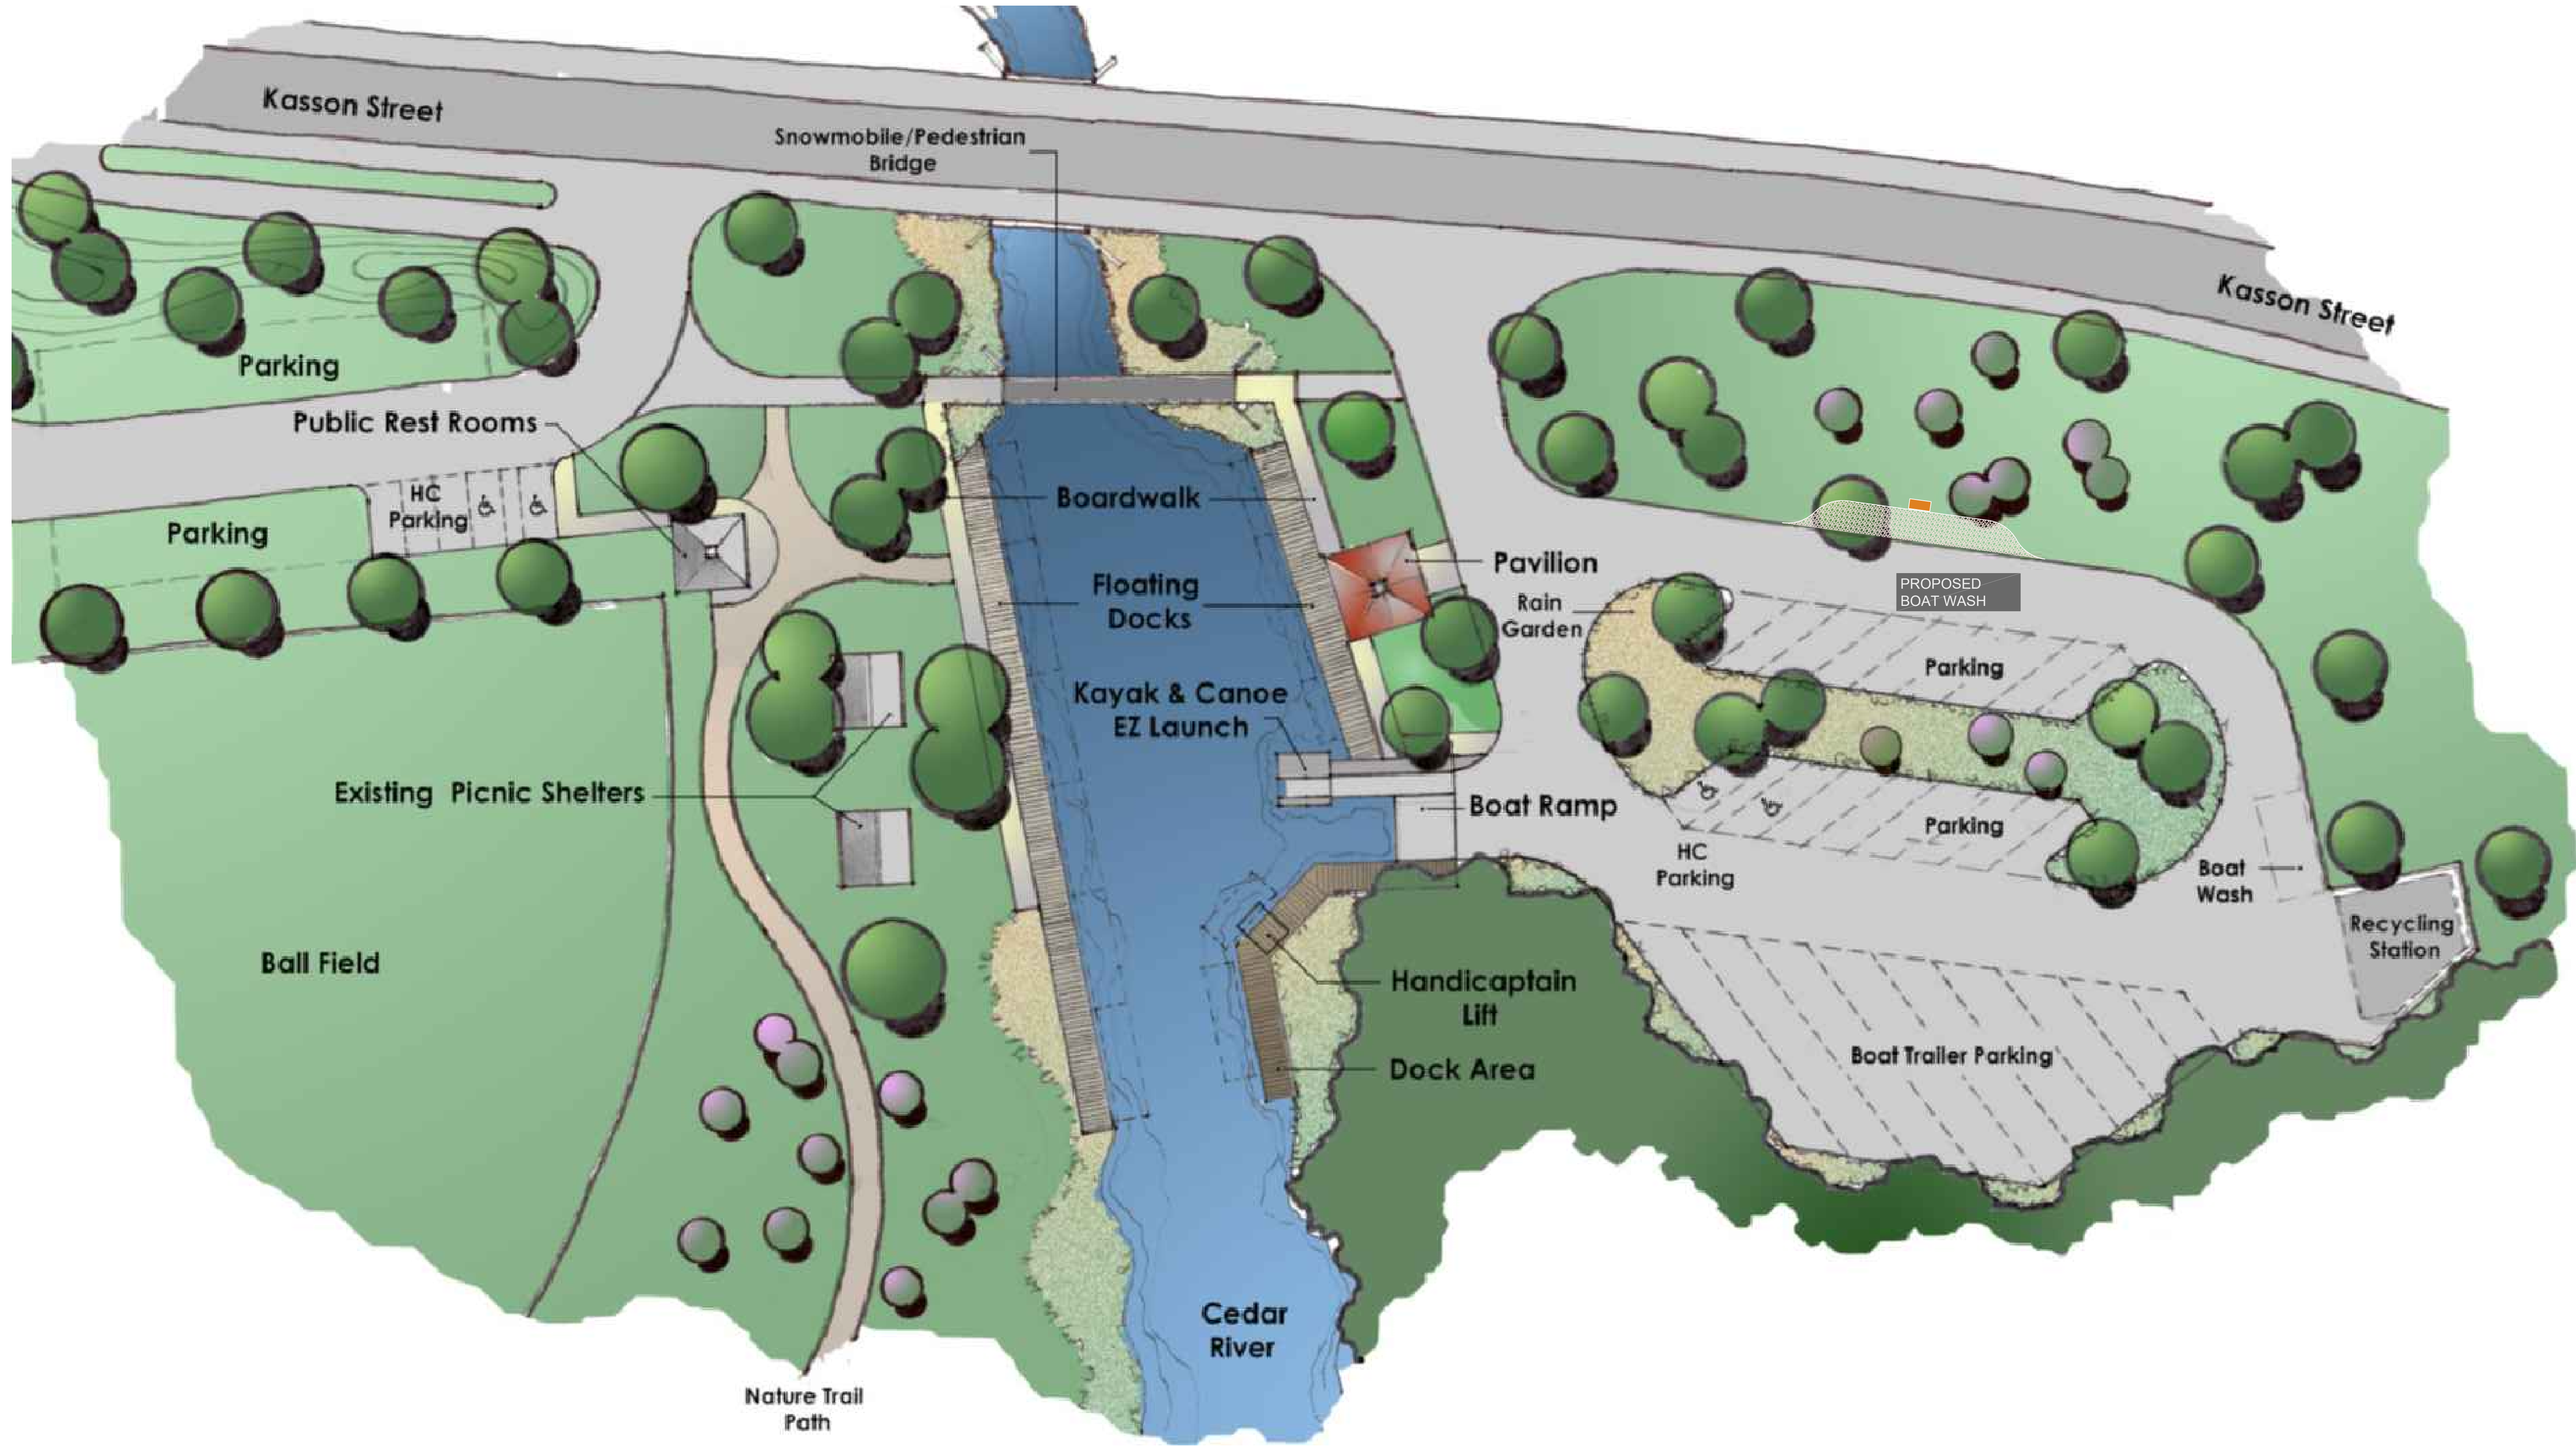 Kasson Street
Snowmobile/Pedestrian
Bridge
Kasson Street
Parking
Public Rest Rooms
HC
Parking
Parking
Boardwalk
Floating
Docks
Pavilion
Rain
Garden
PROPOSED
BOAT WASH
Parking
Kayak & Canoe
EZ Launch
Existing Picnic Shelters
Boat Ramp
Parking
HC
Parking
Boat
Wash
Recycling
Station
Ball Field
Handicaptain
Lift
Boat Trailer Parking
Dock Area
Cedar
River
Nature Trail
Path